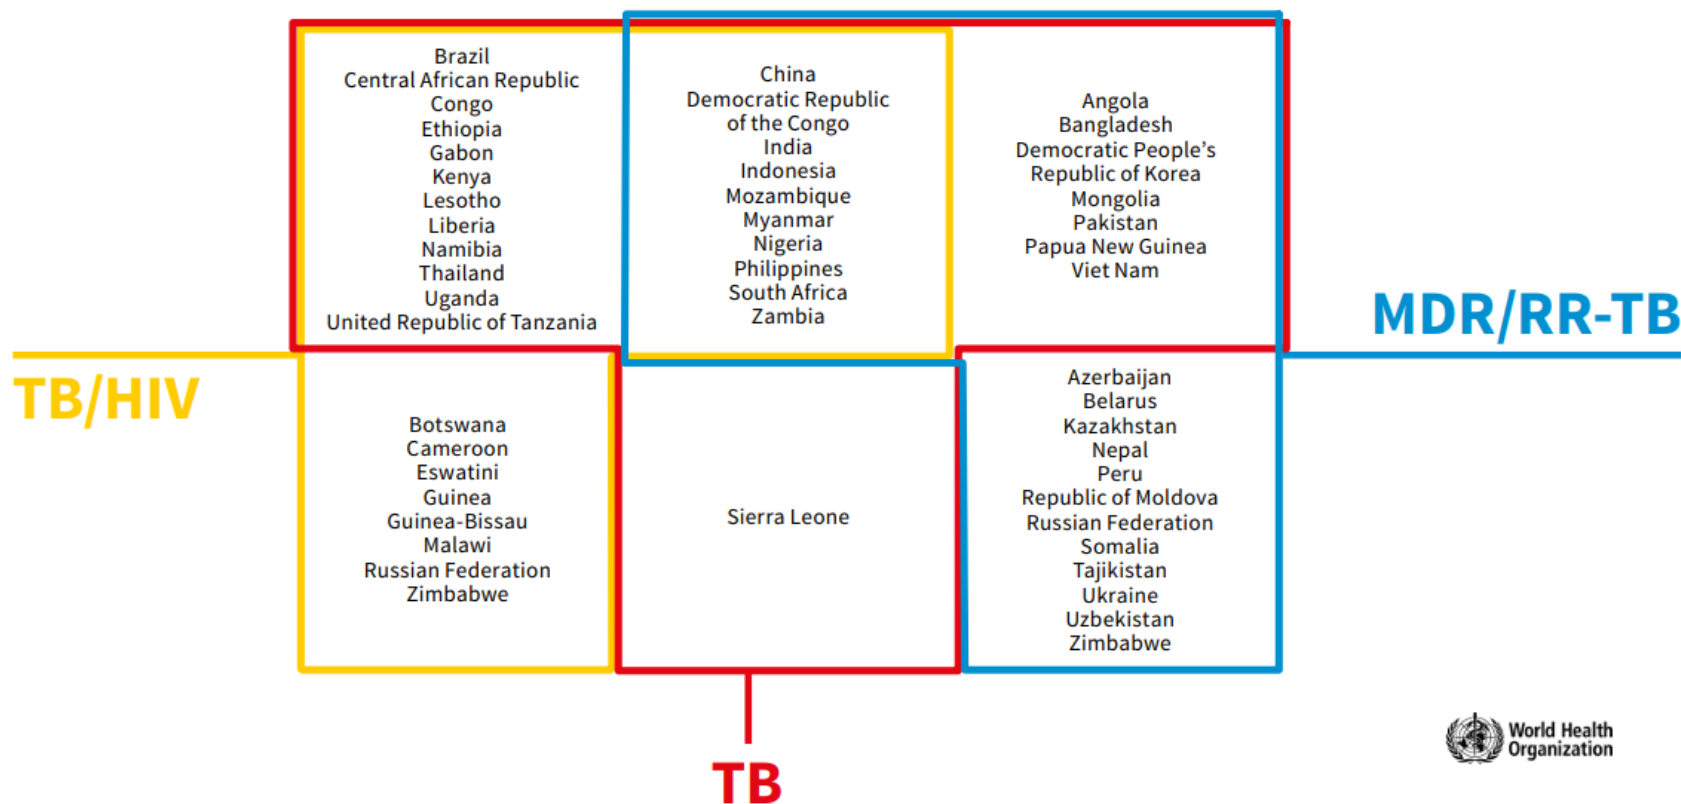 Brazil
Central African Republic
Congo
Ethiopia
Gabon
Kenya
Lesotho
Liberia
Namibia
Thailand
Uganda
United Republic of Tanzania
China
Democratic Republic
of the Congo
India
Indonesia
Mozambique
Myanmar
Nigeria
Philippines
South Africa
Zambia
Angola
Bangladesh
Democratic People’s
Republic of Korea
Mongolia
Pakistan
Papua New Guinea
Viet Nam
MDR/RR-TB
TB/HIV
Botswana
Cameroon
Eswatini
Guinea
Guinea-Bissau
Malawi
Russian Federation
Zimbabwe
Sierra Leone
Azerbaijan
Belarus
Kazakhstan
Nepal
Peru
Republic of Moldova
Russian Federation
Somalia
Tajikistan
Ukraine
Uzbekistan
Zimbabwe
TB
World Health
Organization